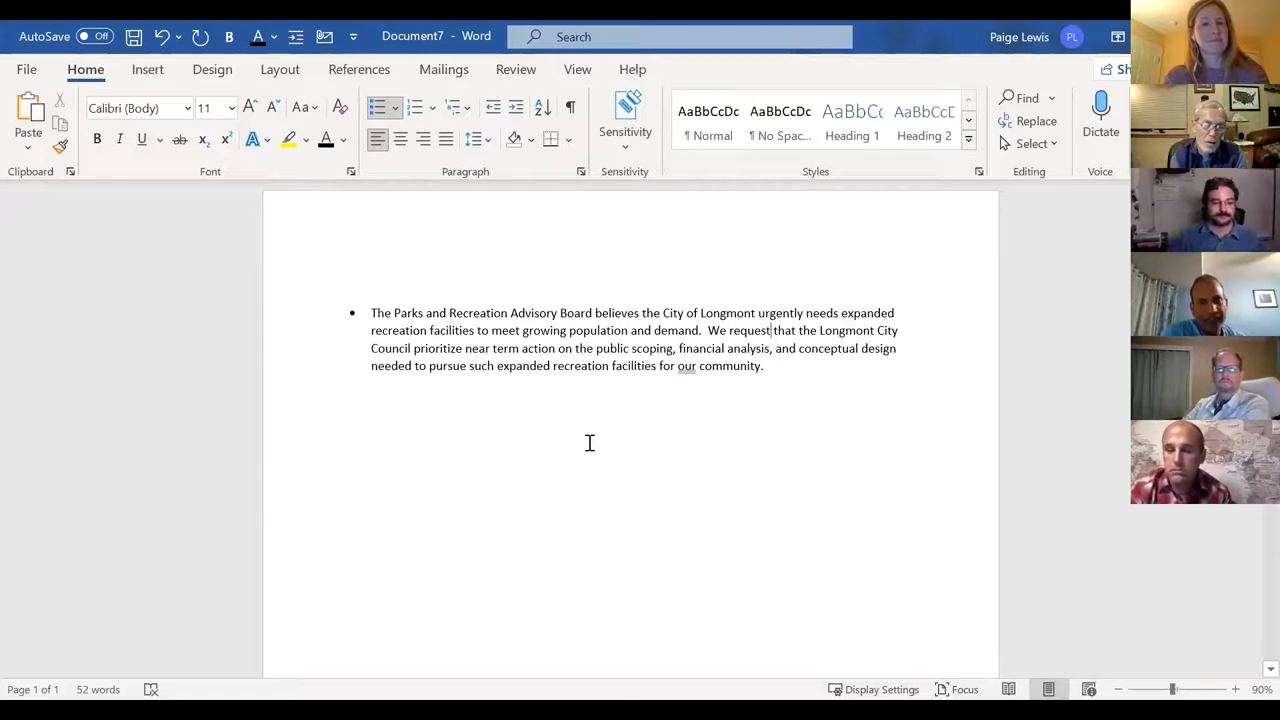 AutoSave Off Document7 - Word Search Paige Lewis PL
File Home Insert Design Layout References Mailings Review View Help Sh
Calibri (Body) 11 Aa AaBbCcDc AaBbCcDc AaBbCc AaBbCcE Find
Paste Sensitivity Replace Dictate
¶ Normal ¶ No Spac... Heading 1 Heading 2 Select
Clipboard Font Paragraph Sensitivity Styles Editing Voice
• The Parks and Recreation Advisory Board believes the City of Longmont urgently needs expanded
recreation facilities to meet growing population and demand. We request that the Longmont City
Council prioritize near term action on the public scoping, financial analysis, and conceptual design
needed to pursue such expanded recreation facilities for our community.
Page 1 of 1 52 words Display Settings Focus 90%